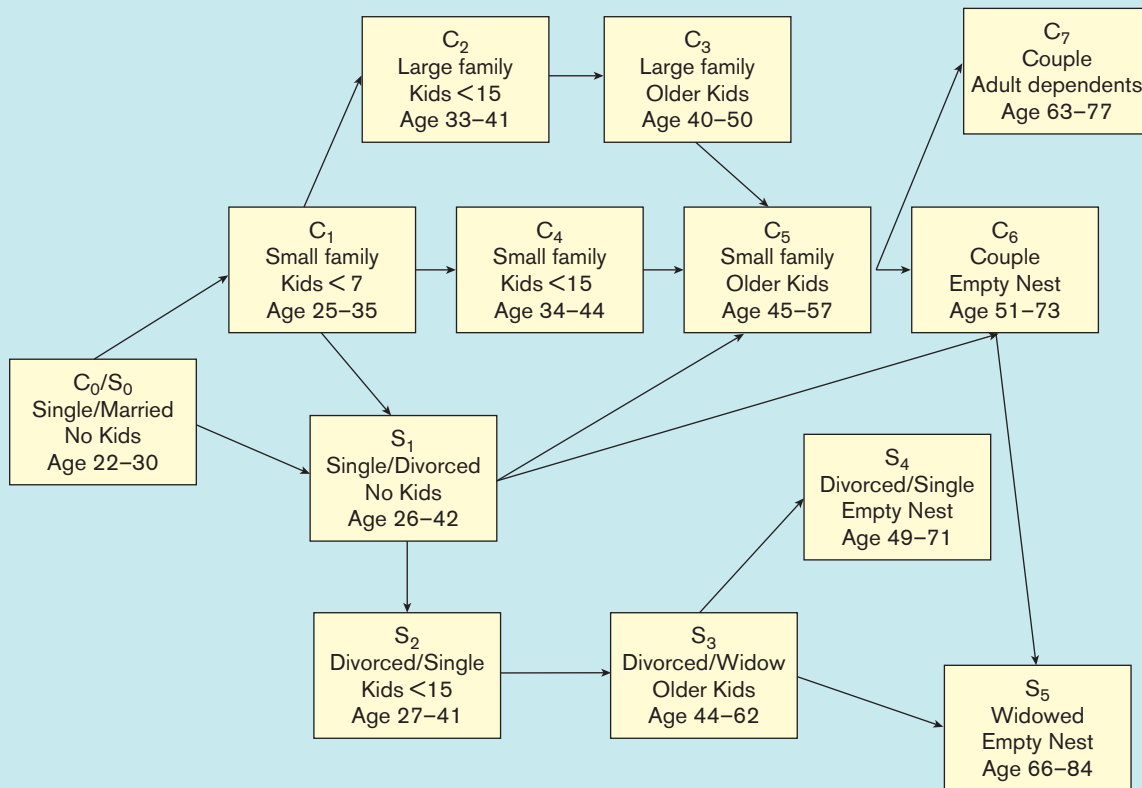 C₂
Large family
Kids <15
Age 33–41
C₃
Large family
Older Kids
Age 40–50
C₇
Couple
Adult dependents
Age 63–77
C₁
Small family
Kids < 7
Age 25–35
C₄
Small family
Kids <15
Age 34–44
C₅
Small family
Older Kids
Age 45–57
C₆
Couple
Empty Nest
Age 51–73
C₀/S₀
Single/Married
No Kids
Age 22–30
S₁
Single/Divorced
No Kids
Age 26–42
S₄
Divorced/Single
Empty Nest
Age 49–71
S₂
Divorced/Single
Kids <15
Age 27–41
S₃
Divorced/Widow
Older Kids
Age 44–62
S₅
Widowed
Empty Nest
Age 66–84